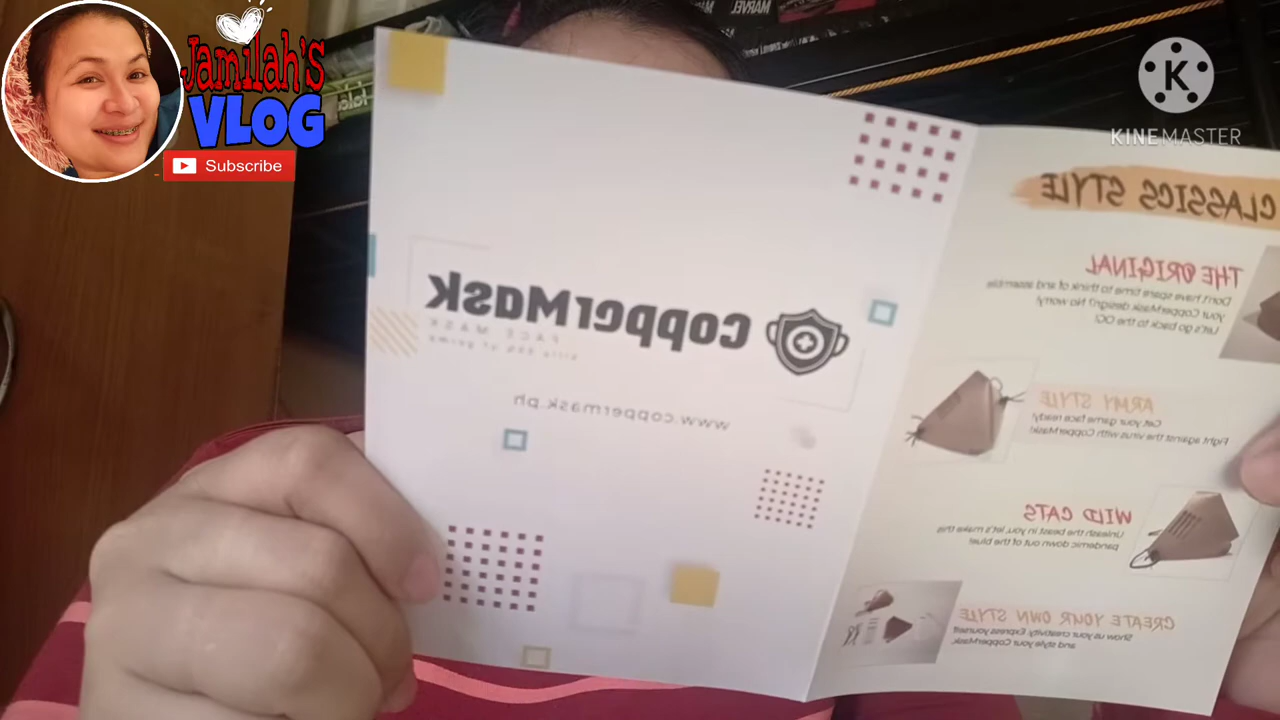 Jamilah's
VLOG
Subscribe
KINEMASTER
MARVEL
CopperMask
FACE MASK
www.coppermask.ph
CLASSICS STYLE
THE ORIGINAL
Don't have spare time to think of and assemble
your CopperMask design? No worry!
Let's go back to the OG!
ARMY STYLE
Get your game face ready!
Fight against the virus with CopperMask!
WILD CATS
Unleash the beast in you, let's make this
pandemic down out of the blue!
CREATE YOUR OWN STYLE
Show us your creativity. Express yourself
and style your CopperMask.